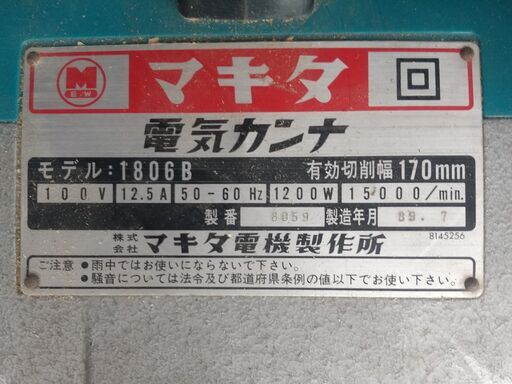 M
E.W
マキタ
電気カンナ
モデル:1806B 有効切削幅 170mm
100V 12.5A 50-60Hz 1200W 15000/min.
製番 8059 製造年月 89.7
株式会社 マキタ電機製作所 8145256
ご注意 ●雨中ではお使いにならないで下さい。
●騒音については法令及び都道府県条例の値以下でお使い下さい。